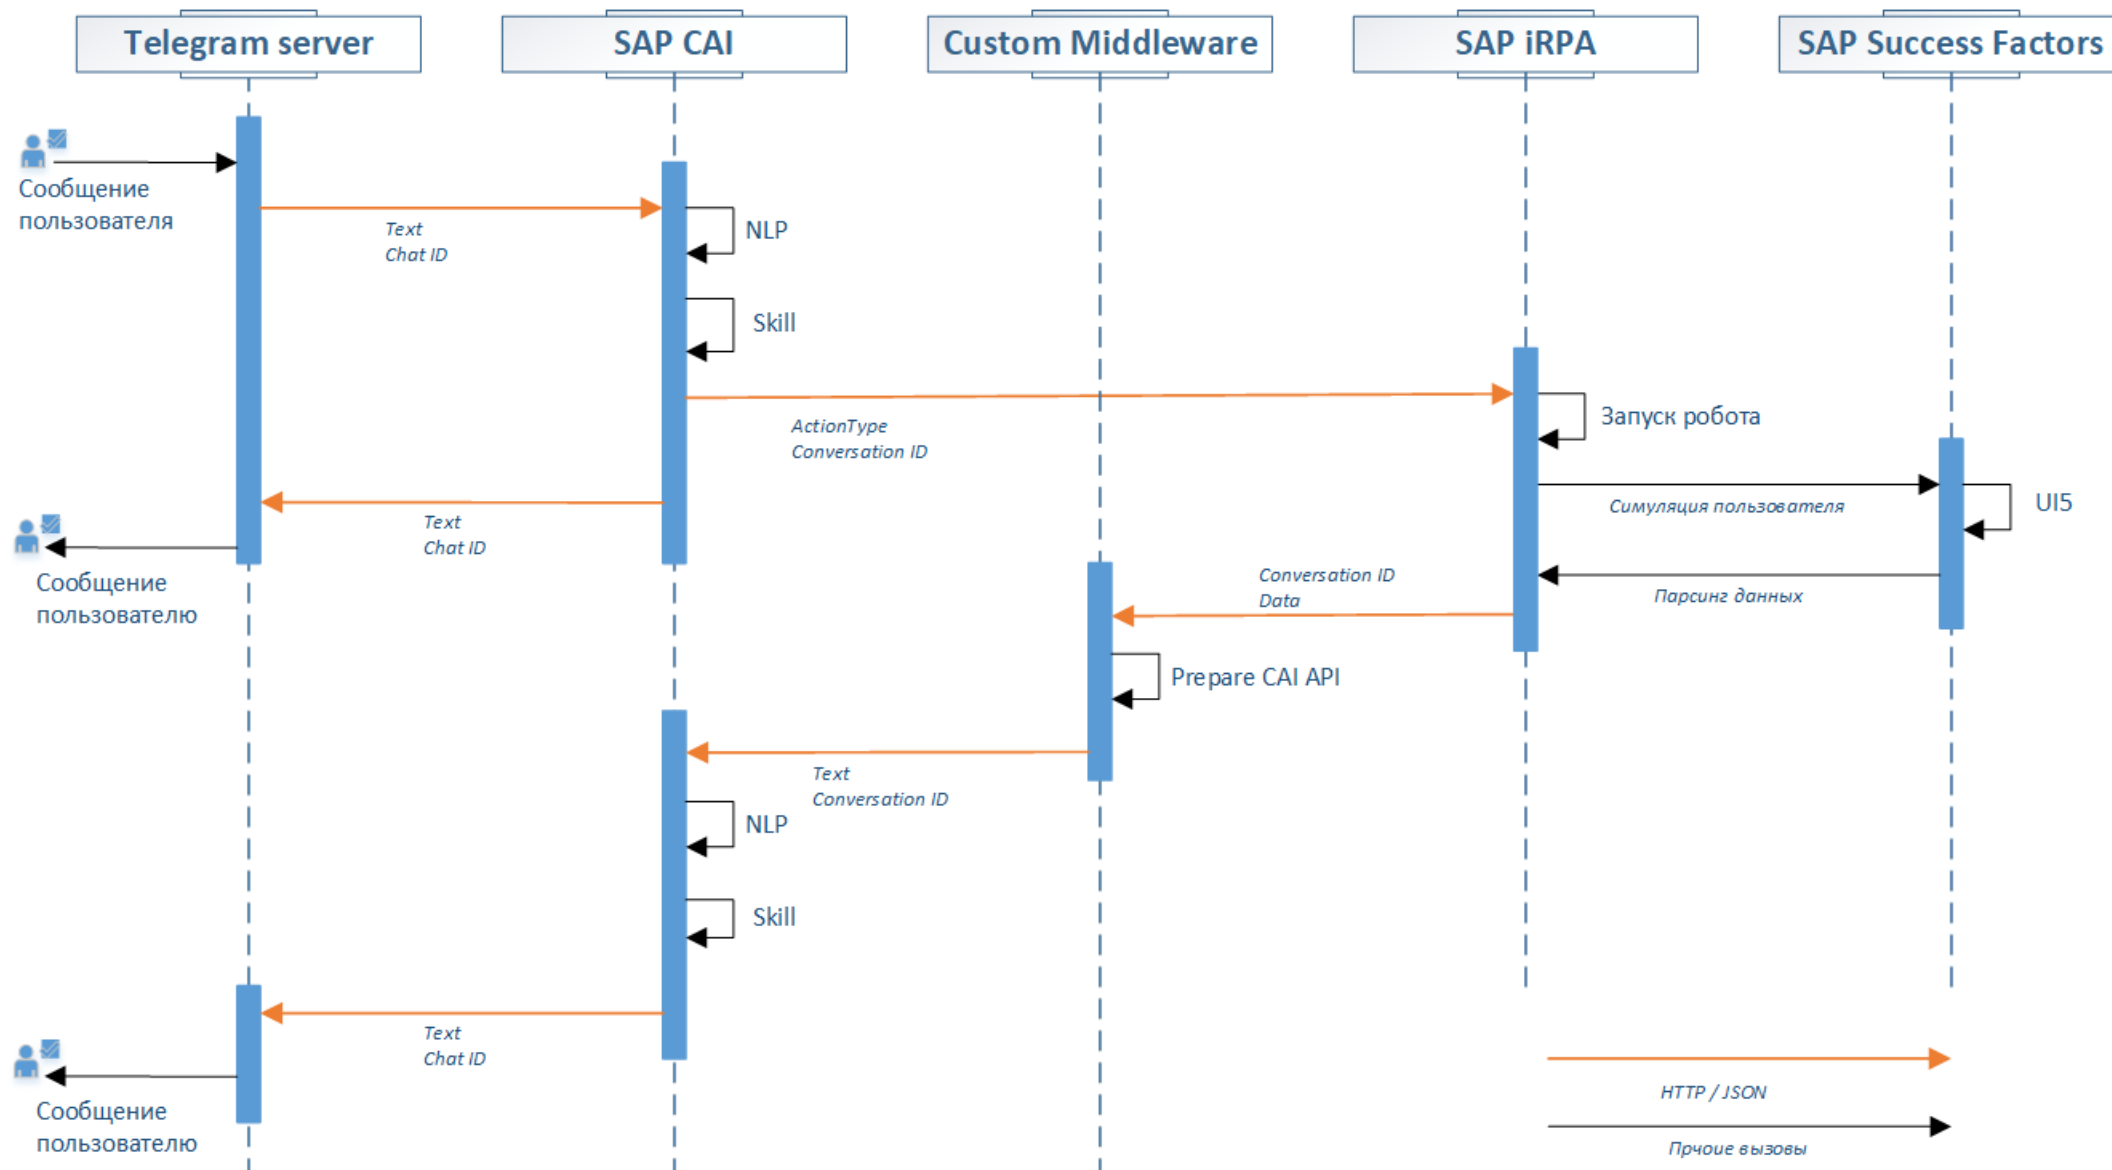 Telegram server
SAP CAI
Custom Middleware
SAP iRPA
SAP Success Factors
Сообщение
пользователя
Text
Chat ID
NLP
Skill
ActionType
Conversation ID
Запуск робота
Симуляция пользователя
UI5
Text
Chat ID
Сообщение
пользователю
Conversation ID
Data
Парсинг данных
Prepare CAI API
Text
Conversation ID
NLP
Skill
Text
Chat ID
Сообщение
пользователю
HTTP / JSON
Прчоие вызовы